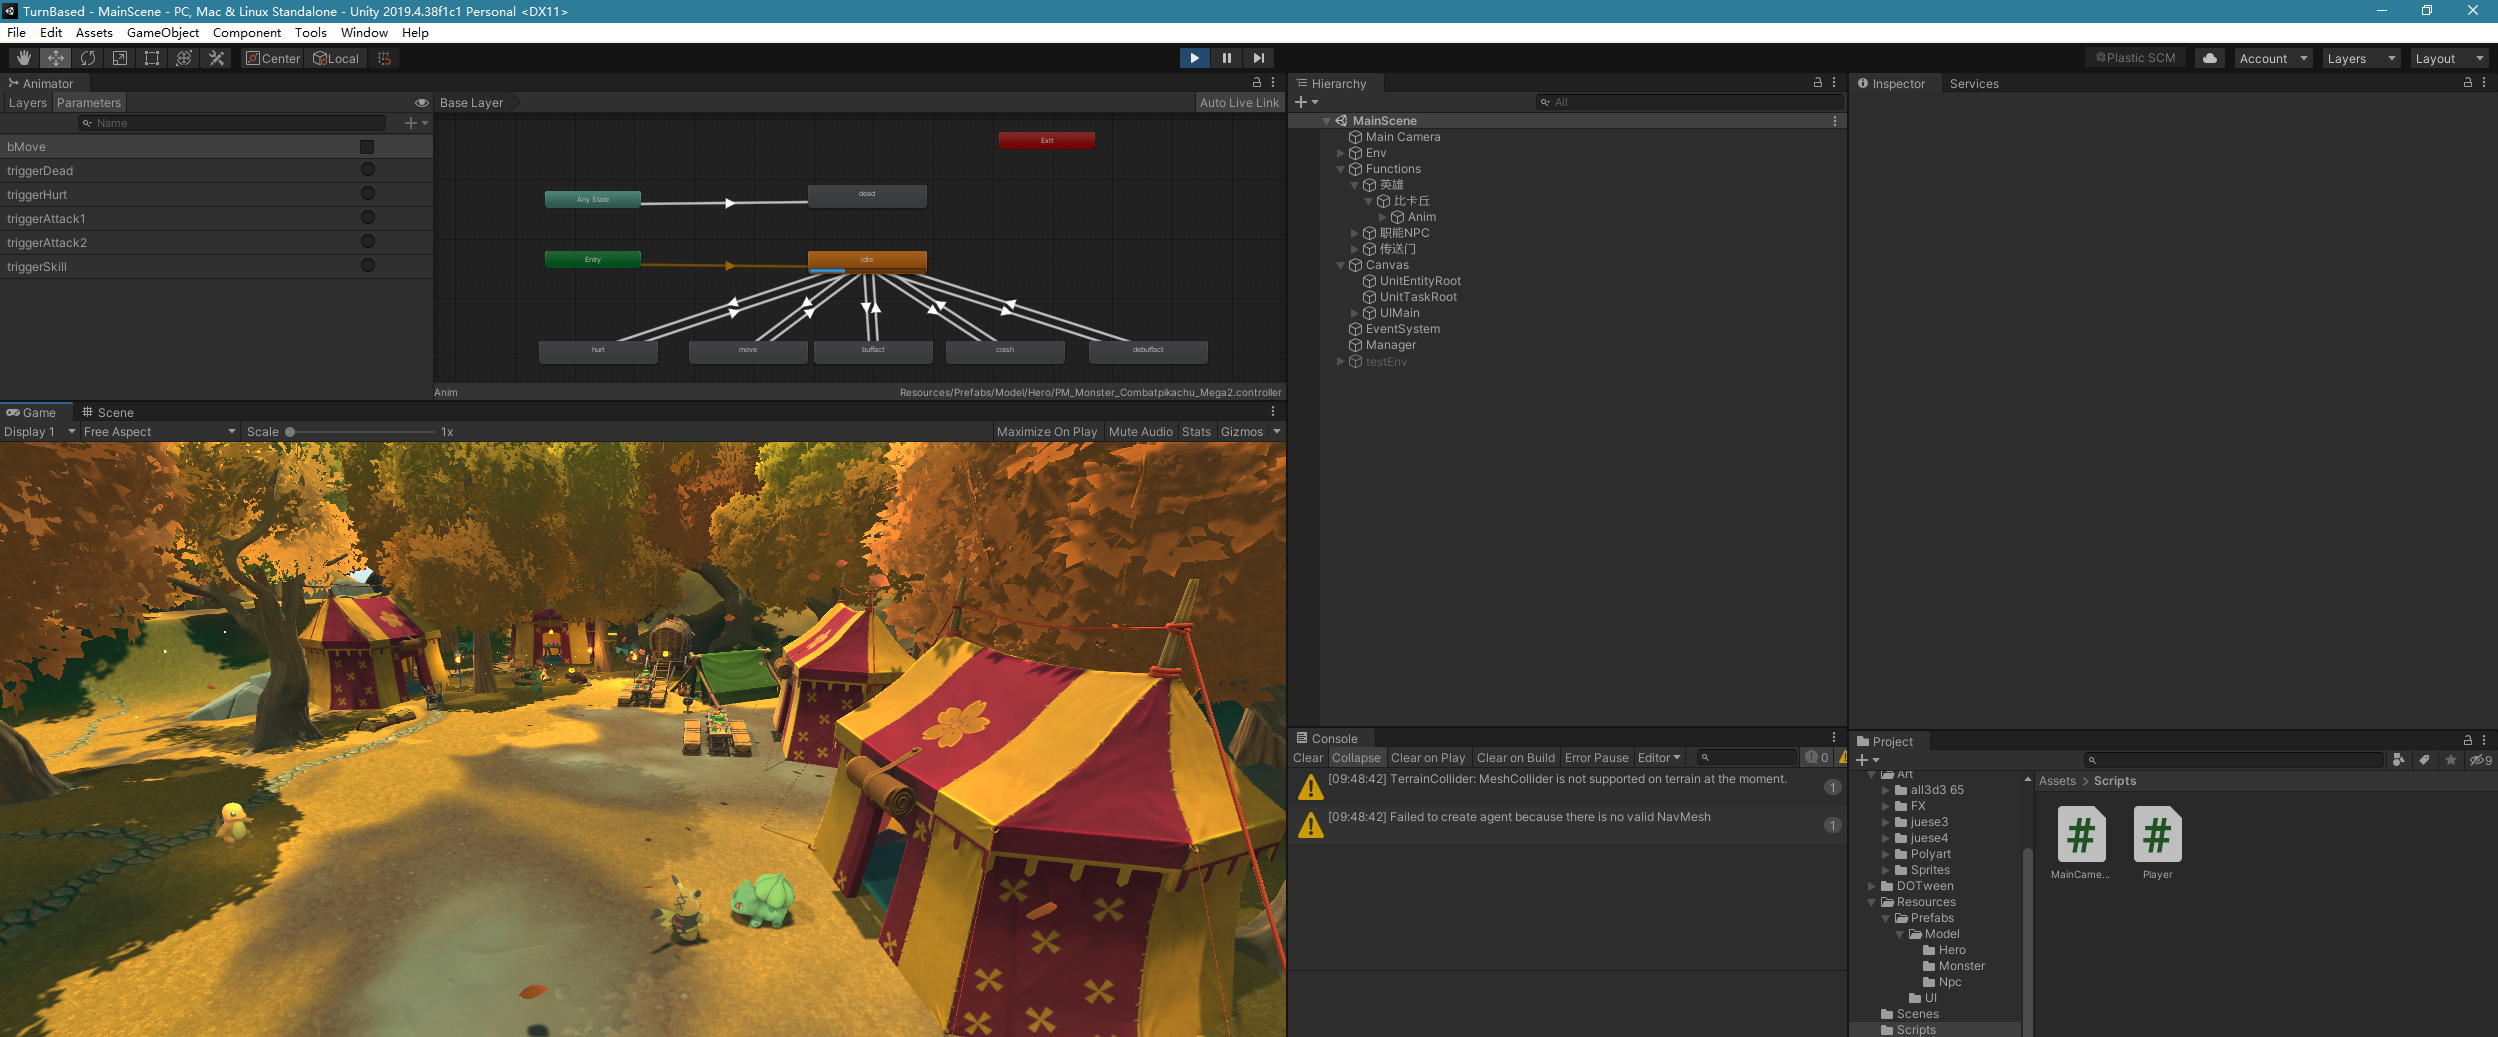 TurnBased - MainScene - PC, Mac & Linux Standalone - Unity 2019.4.38f1c1 Personal <DX11>
File Edit Assets GameObject Component Tools Window Help
Center Local Plastic SCM Account Layers Layout
Animator
Layers Parameters
Name
bMove
triggerDead
triggerHurt
triggerAttack1
triggerAttack2
triggerSkill
Base Layer Auto Live Link
Exit
Any State
dead
Entry
idle
hurt
move
buffact
crash
debuffact
Anim Resources/Prefabs/Model/Hero/PM_Monster_Combatpikachu_Mega2.controller
Game Scene
Display 1 Free Aspect Scale 1x Maximize On Play Mute Audio Stats Gizmos
Hierarchy
All
MainScene
Main Camera
Env
Functions
英雄
比卡丘
Anim
职能NPC
传送门
Canvas
UnitEntityRoot
UnitTaskRoot
UIMain
EventSystem
Manager
testEnv
Console
Clear Collapse Clear on Play Clear on Build Error Pause Editor 0
[09:48:42] TerrainCollider: MeshCollider is not supported on terrain at the moment. 1
[09:48:42] Failed to create agent because there is no valid NavMesh 1
Inspector Services
Project
9
Art
all3d3 65
FX
juese3
juese4
Polyart
Sprites
DOTween
Resources
Prefabs
Model
Hero
Monster
Npc
UI
Scenes
Scripts
Assets > Scripts
MainCame...
Player